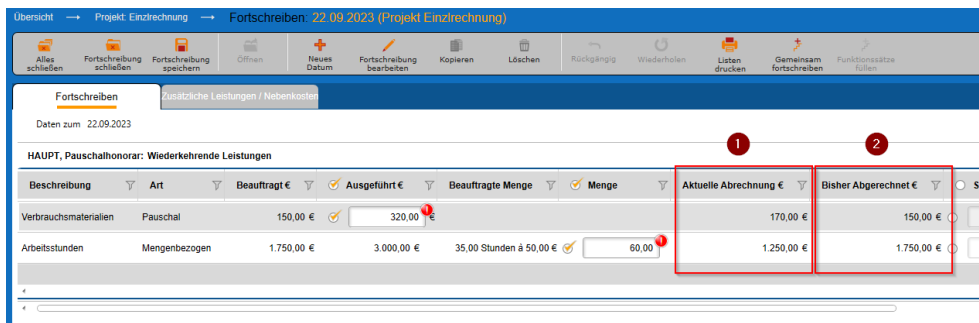 Übersicht → Projekt: Einzlrechnung → Fortschreiben: 22.09.2023 (Projekt Einzlrechnung)
Alles schließen Fortschreibung schließen Fortschreibung speichern Öffnen Neues Datum Fortschreibung bearbeiten Kopieren Löschen Rückgängig Wiederholen Listen drucken Gemeinsam fortschreiben Funktionssätze füllen
Fortschreiben Zusätzliche Leistungen / Nebenkosten
Daten zum 22.09.2023
1 2
HAUPT, Pauschalhonorar: Wiederkehrende Leistungen
Beschreibung Art Beauftragt € Ausgeführt € Beauftragte Menge Menge Aktuelle Abrechnung € Bisher Abgerechnet € S
Verbrauchsmaterialien Pauschal 150,00 € 320,00 € 170,00 € 150,00 €
Arbeitsstunden Mengenbezogen 1.750,00 € 3.000,00 € 35,00 Stunden á 50,00 € 60,00 1.250,00 € 1.750,00 €